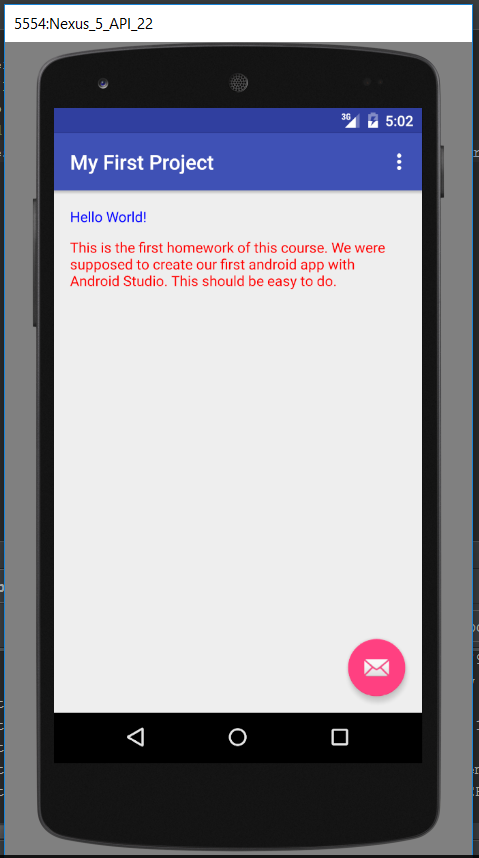 5554:Nexus_5_API_22
3G 5:02
My First Project
Hello World!
This is the first homework of this course. We were
supposed to create our first android app with
Android Studio. This should be easy to do.